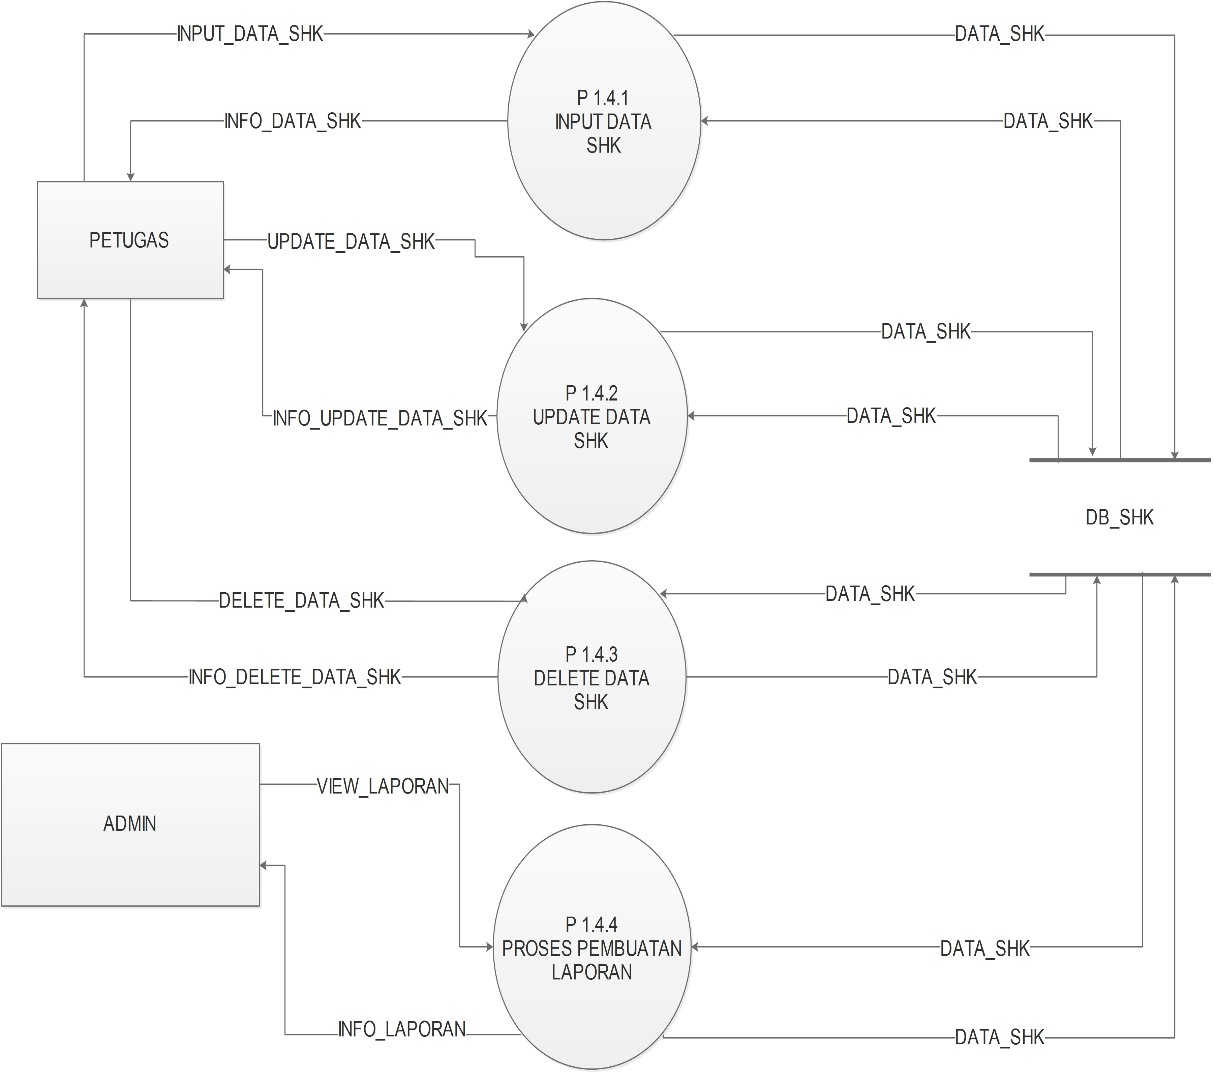 INPUT_DATA_SHK
DATA_SHK
P 1.4.1
INPUT DATA
SHK
INFO_DATA_SHK
DATA_SHK
PETUGAS
UPDATE_DATA_SHK
DATA_SHK
P 1.4.2
UPDATE DATA
SHK
INFO_UPDATE_DATA_SHK
DATA_SHK
DB_SHK
DELETE_DATA_SHK
DATA_SHK
P 1.4.3
DELETE DATA
SHK
INFO_DELETE_DATA_SHK
DATA_SHK
ADMIN
VIEW_LAPORAN
P 1.4.4
PROSES PEMBUATAN
LAPORAN
DATA_SHK
INFO_LAPORAN
DATA_SHK